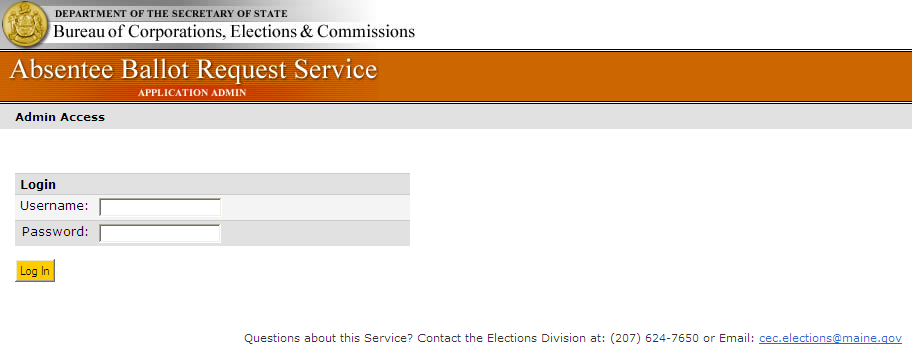 DEPARTMENT OF THE SECRETARY OF STATE
Bureau of Corporations, Elections & Commissions
Absentee Ballot Request Service
APPLICATION ADMIN
Admin Access
Login
Username:
Password:
Log In
Questions about this Service? Contact the Elections Division at: (207) 624-7650 or Email: cec.elections@maine.gov